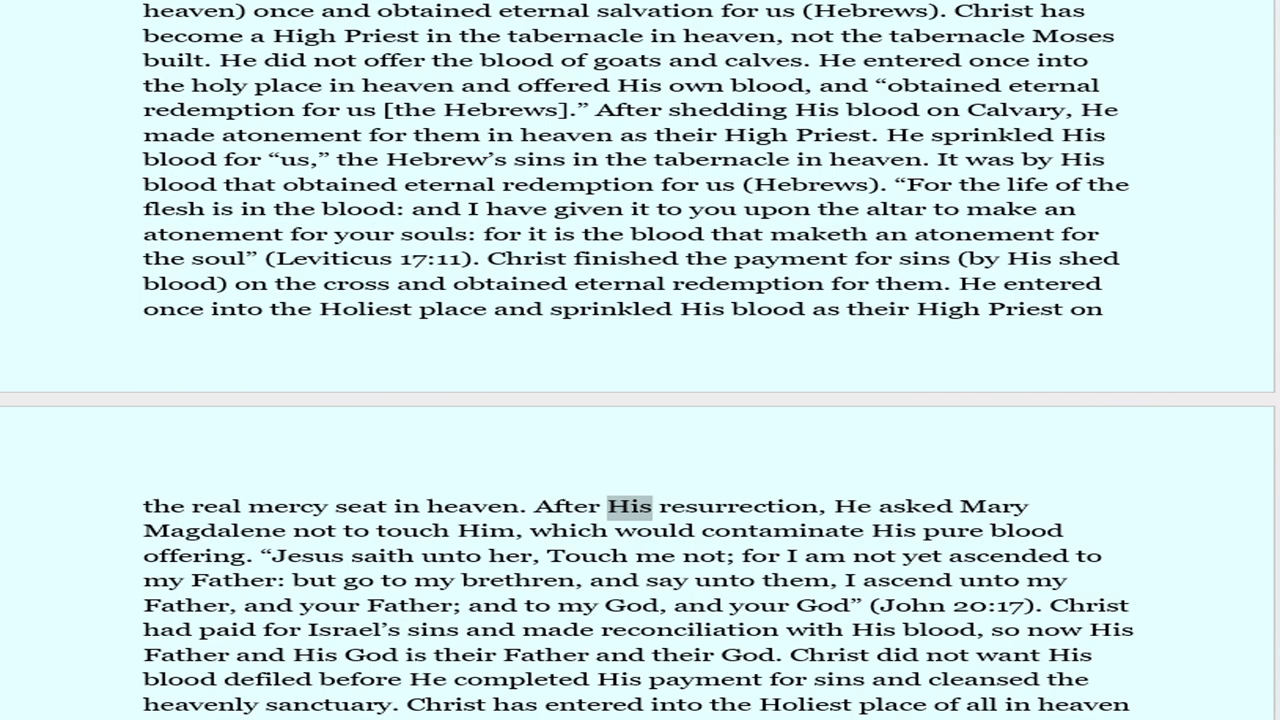 heaven) once and obtained eternal salvation for us (Hebrews). Christ has
become a High Priest in the tabernacle in heaven, not the tabernacle Moses
built. He did not offer the blood of goats and calves. He entered once into
the holy place in heaven and offered His own blood, and “obtained eternal
redemption for us [the Hebrews].” After shedding His blood on Calvary, He
made atonement for them in heaven as their High Priest. He sprinkled His
blood for “us,” the Hebrew’s sins in the tabernacle in heaven. It was by His
blood that obtained eternal redemption for us (Hebrews). “For the life of the
flesh is in the blood: and I have given it to you upon the altar to make an
atonement for your souls: for it is the blood that maketh an atonement for
the soul” (Leviticus 17:11). Christ finished the payment for sins (by His shed
blood) on the cross and obtained eternal redemption for them. He entered
once into the Holiest place and sprinkled His blood as their High Priest on
the real mercy seat in heaven. After His resurrection, He asked Mary
Magdalene not to touch Him, which would contaminate His pure blood
offering. “Jesus saith unto her, Touch me not; for I am not yet ascended to
my Father: but go to my brethren, and say unto them, I ascend unto my
Father, and your Father; and to my God, and your God” (John 20:17). Christ
had paid for Israel’s sins and made reconciliation with His blood, so now His
Father and His God is their Father and their God. Christ did not want His
blood defiled before He completed His payment for sins and cleansed the
heavenly sanctuary. Christ has entered into the Holiest place of all in heaven